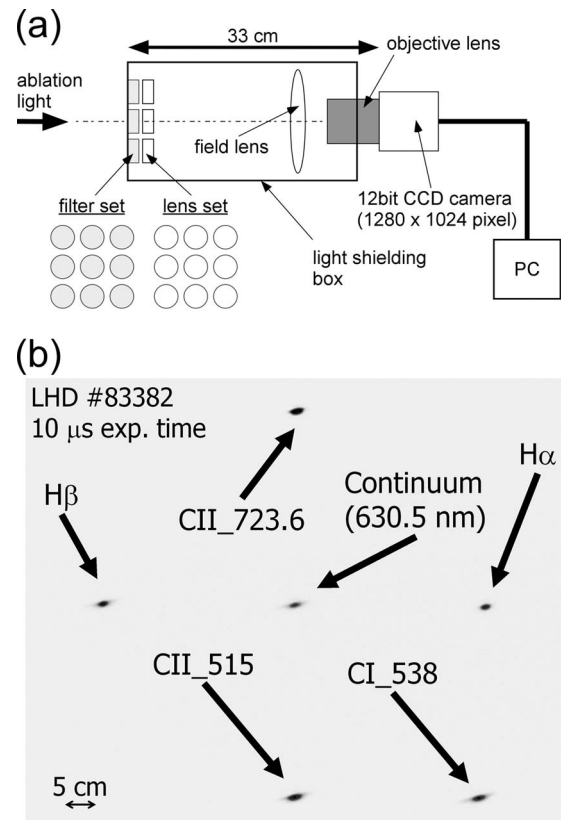 (a)
33 cm
objective lens
ablation
light
field lens
filter set
lens set
12bit CCD camera
(1280 x 1024 pixel)
light shielding
box
PC
(b)
LHD #83382
10 μs exp. time
Hβ
CII_723.6
Continuum
(630.5 nm)
Hα
CII_515
CI_538
5 cm